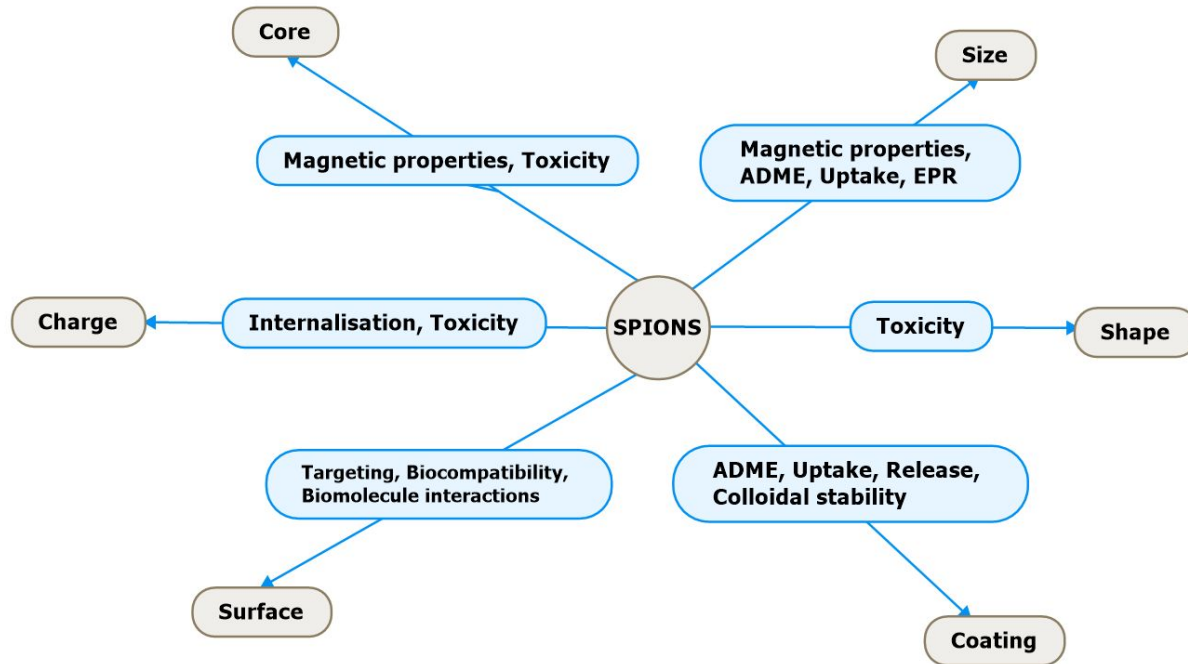 Core
Size
Magnetic properties, Toxicity
Magnetic properties,
ADME, Uptake, EPR
Charge
Internalisation, Toxicity
SPIONS
Toxicity
Shape
Targeting, Biocompatibility,
Biomolecule interactions
ADME, Uptake, Release,
Colloidal stability
Surface
Coating